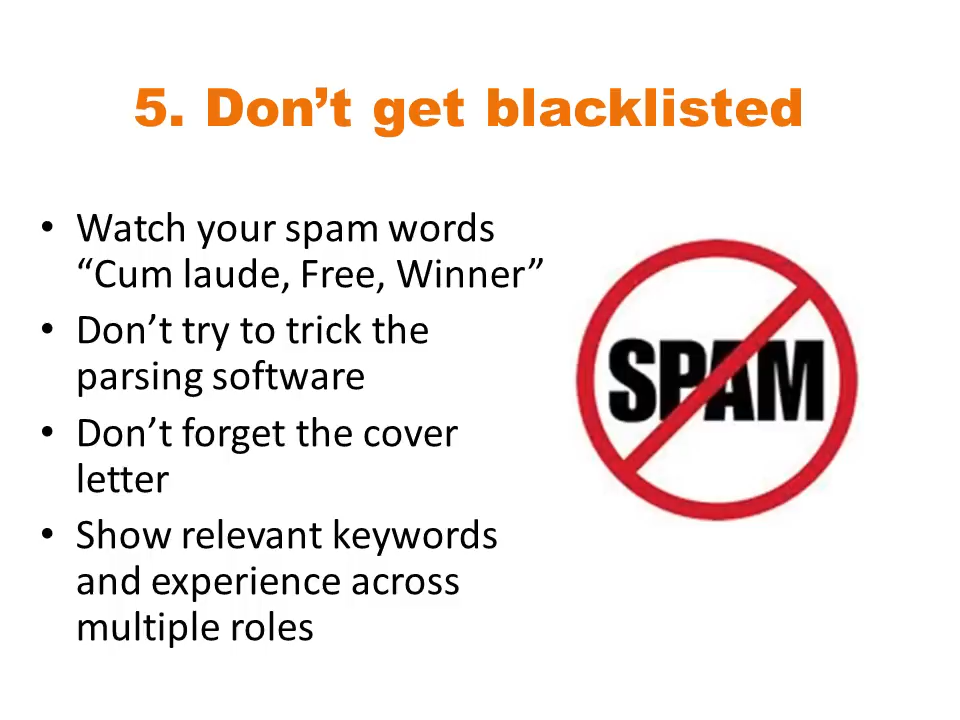 5. Don’t get blacklisted
• Watch your spam words
“Cum laude, Free, Winner”
• Don’t try to trick the
parsing software
• Don’t forget the cover
letter
• Show relevant keywords
and experience across
multiple roles
SPAM